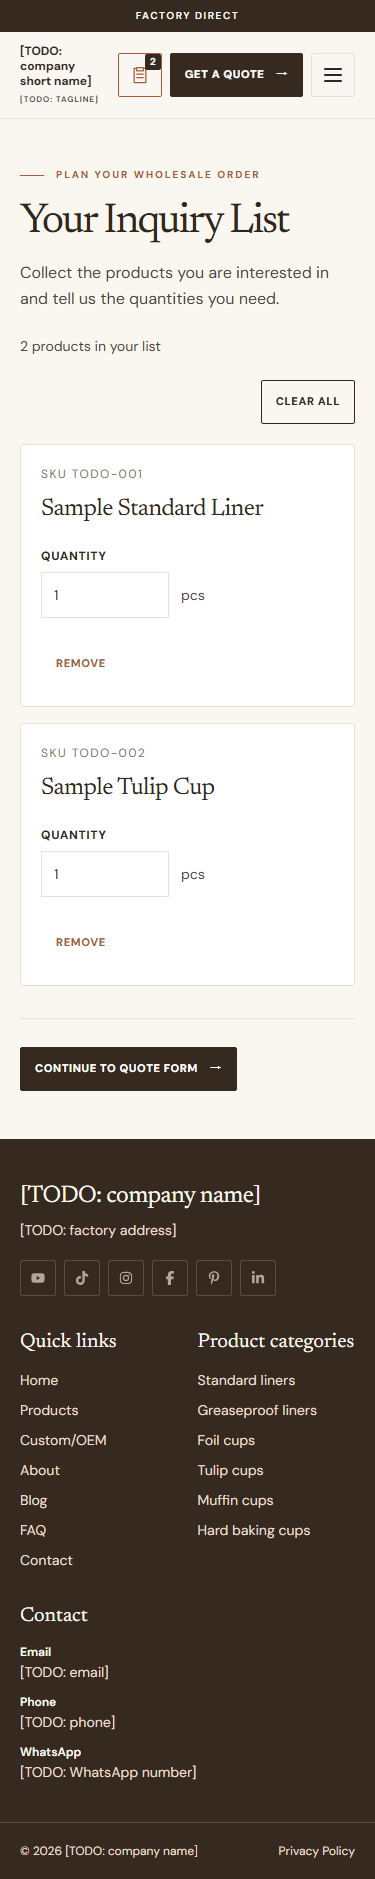 FACTORY DIRECT
[TODO:
company
short name]
[TODO: TAGLINE]
2
GET A QUOTE →
PLAN YOUR WHOLESALE ORDER
Your Inquiry List
Collect the products you are interested in
and tell us the quantities you need.
2 products in your list
CLEAR ALL
SKU TODO-001
Sample Standard Liner
QUANTITY
1 pcs
REMOVE
SKU TODO-002
Sample Tulip Cup
QUANTITY
1 pcs
REMOVE
CONTINUE TO QUOTE FORM →
[TODO: company name]
[TODO: factory address]
Quick links
Home
Products
Custom/OEM
About
Blog
FAQ
Contact
Product categories
Standard liners
Greaseproof liners
Foil cups
Tulip cups
Muffin cups
Hard baking cups
Contact
Email
[TODO: email]
Phone
[TODO: phone]
WhatsApp
[TODO: WhatsApp number]
© 2026 [TODO: company name]
Privacy Policy